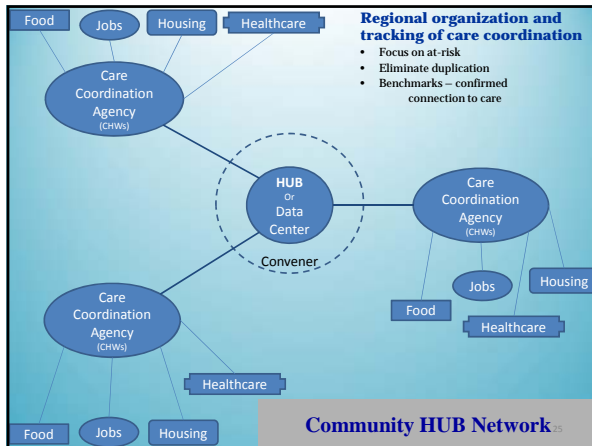 Food
Jobs
Housing
Healthcare
Regional organization and
tracking of care coordination
• Focus on at-risk
• Eliminate duplication
• Benchmarks – confirmed
connection to care
Care
Coordination
Agency
(CHWs)
HUB
Or
Data
Center
Convener
Care
Coordination
Agency
(CHWs)
Food
Jobs
Housing
Healthcare
Care
Coordination
Agency
(CHWs)
Healthcare
Food
Jobs
Housing
Community HUB Network
25